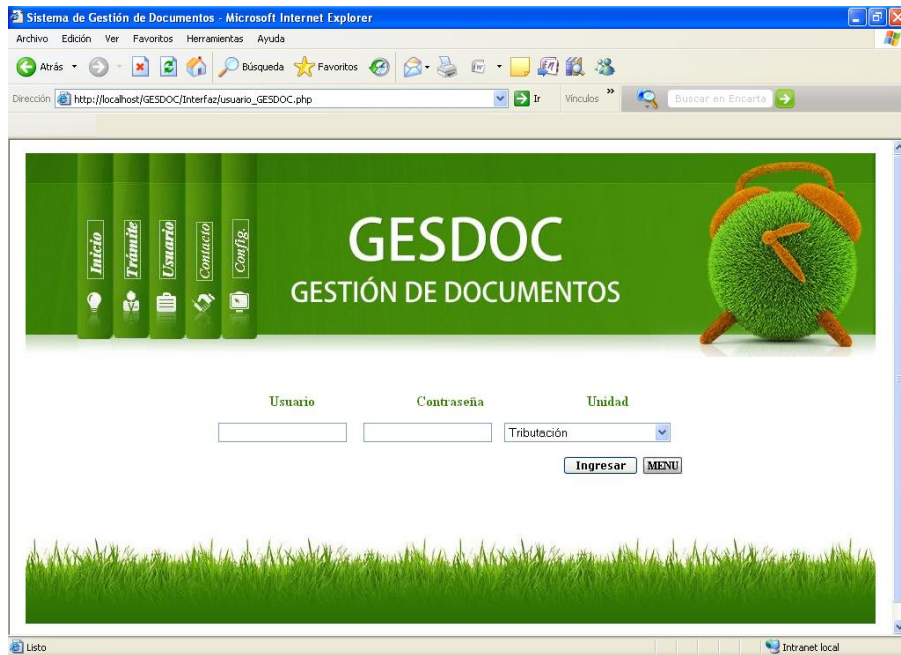 Sistema de Gestión de Documentos - Microsoft Internet Explorer
Archivo Edición Ver Favoritos Herramientas Ayuda
Atrás Búsqueda Favoritos
Dirección http://localhost/GESDOC/Interfaz/usuario_GESDOC.php Ir Vínculos » Buscar en Encarta
Inicio
Trámite
Usuario
Contacto
Config.
GESDOC
GESTIÓN DE DOCUMENTOS
Usuario Contraseña Unidad
Tributación
Ingresar MENU
Listo Intranet local